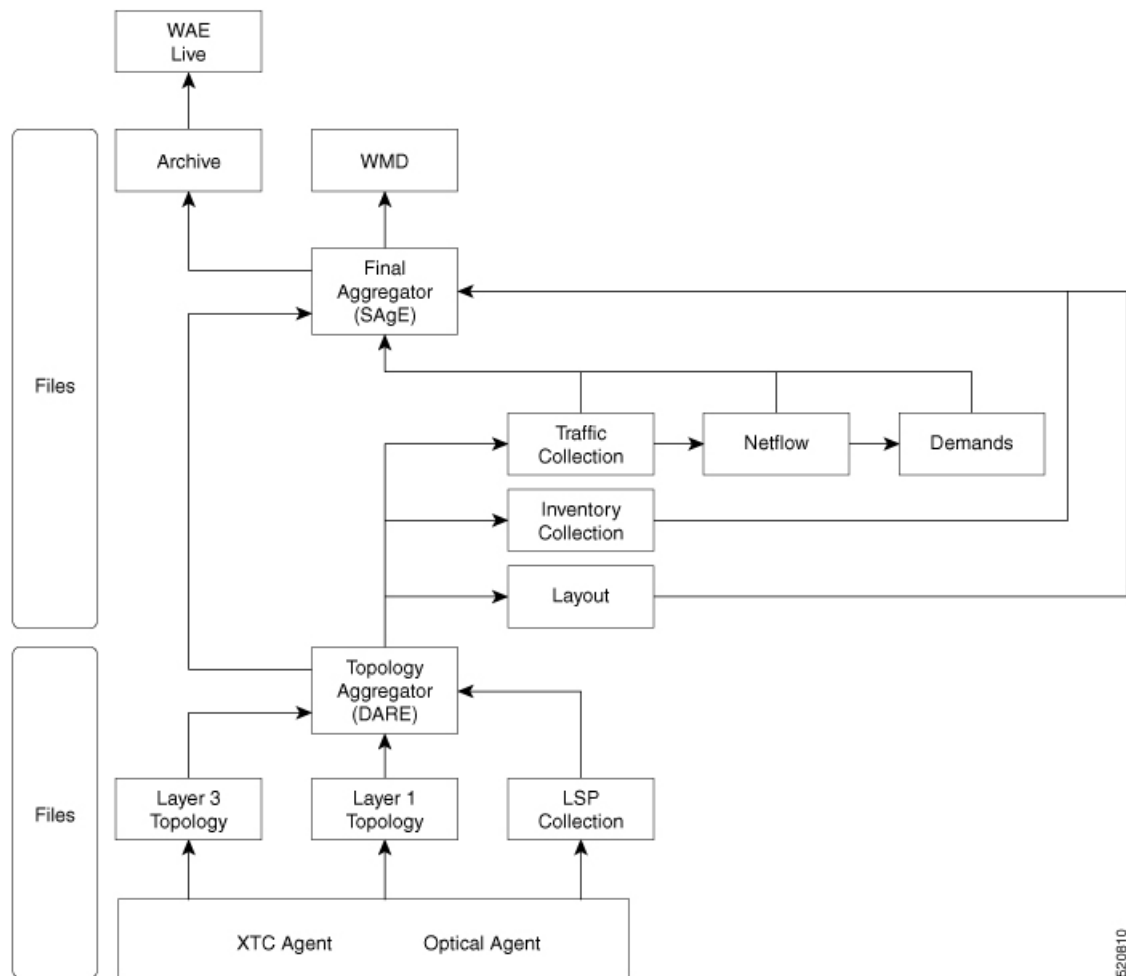 WAE
Live
Archive
WMD
Final
Aggregator
(SAgE)
Files
Traffic
Collection
Netflow
Demands
Inventory
Collection
Layout
Topology
Aggregator
(DARE)
Files
Layer 3
Topology
Layer 1
Topology
LSP
Collection
XTC Agent
Optical Agent
520810